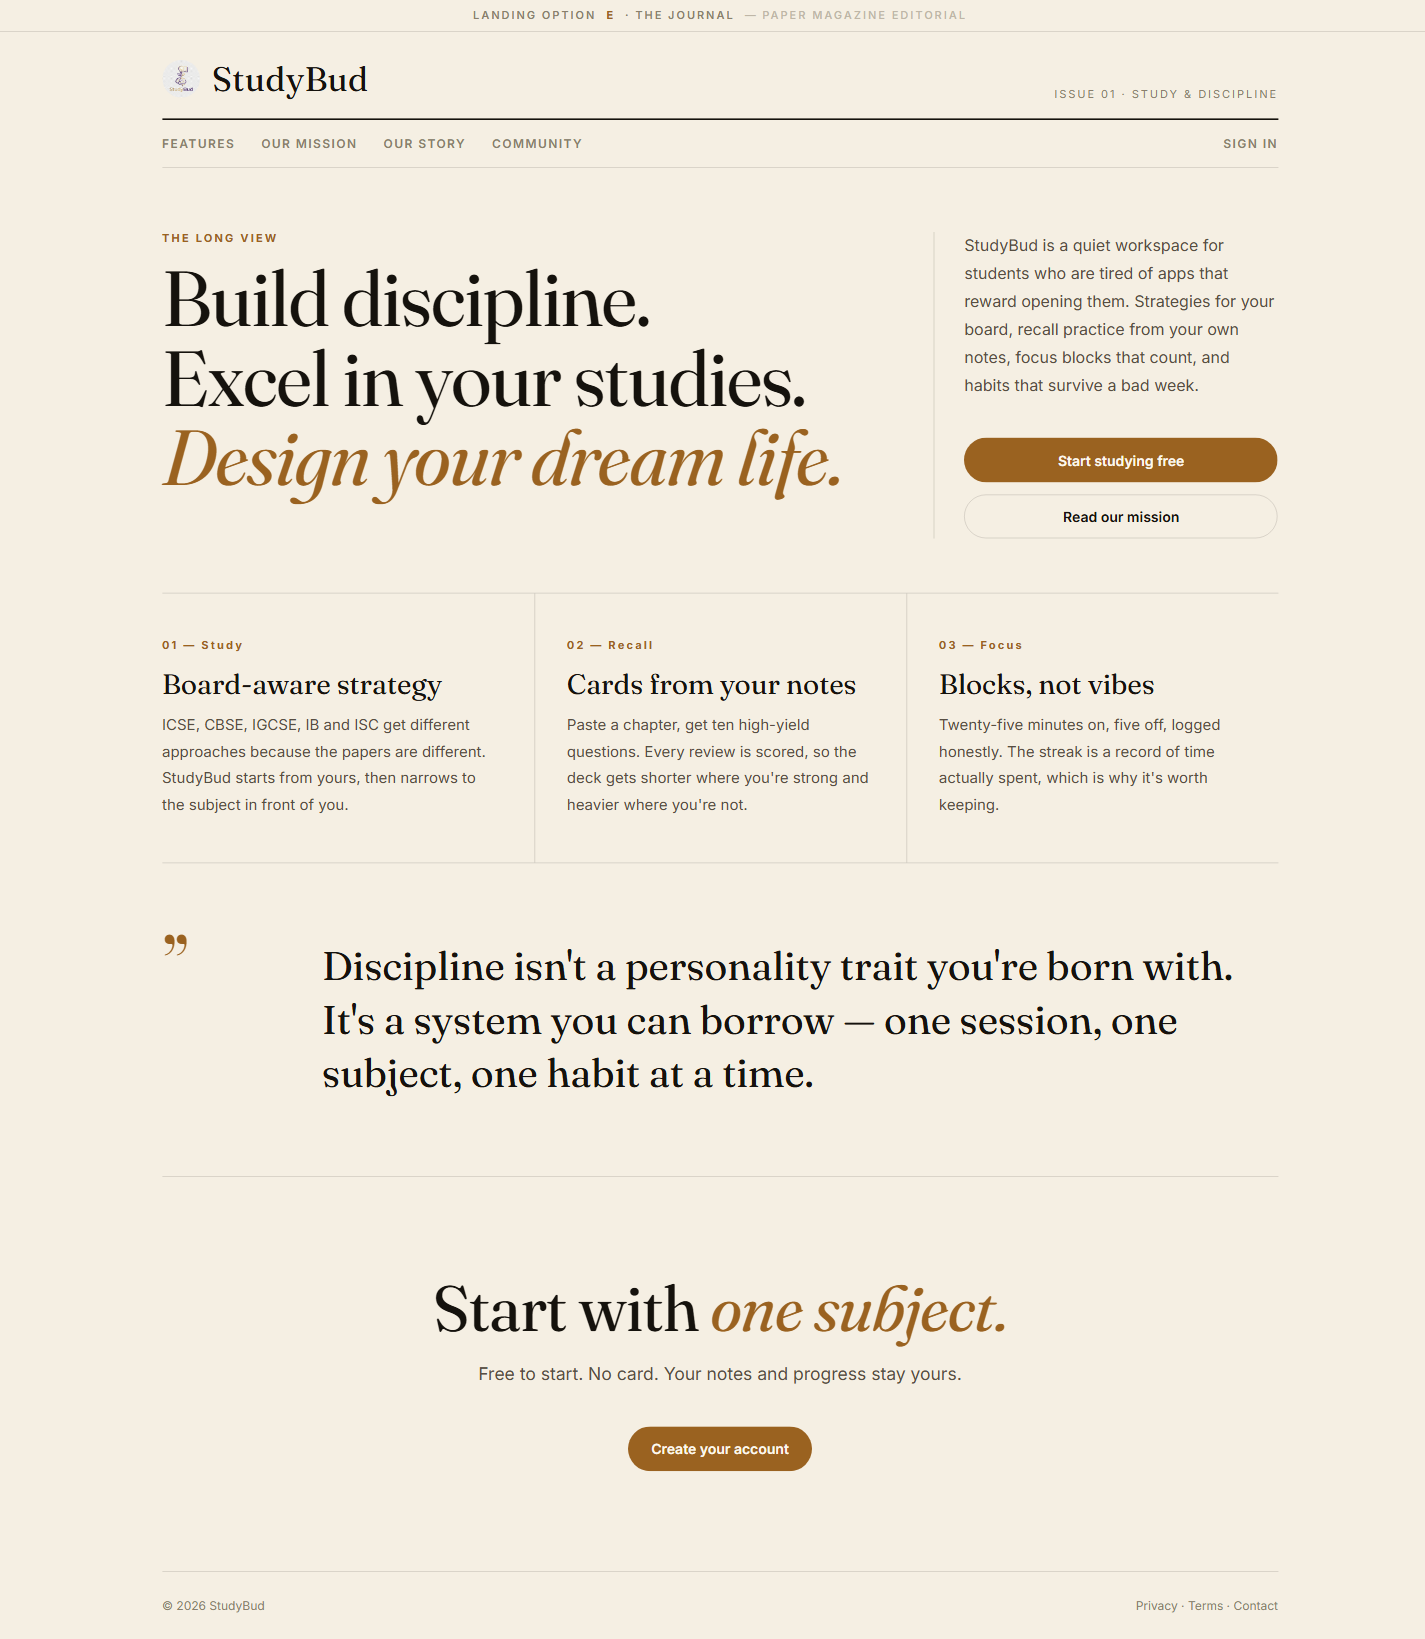 LANDING OPTION E · THE JOURNAL — PAPER MAGAZINE EDITORIAL
StudyBud
StudyBud
ISSUE 01 · STUDY & DISCIPLINE
FEATURES OUR MISSION OUR STORY COMMUNITY SIGN IN
THE LONG VIEW
Build discipline.
Excel in your studies.
Design your dream life.
StudyBud is a quiet workspace for
students who are tired of apps that
reward opening them. Strategies for your
board, recall practice from your own
notes, focus blocks that count, and
habits that survive a bad week.
Start studying free
Read our mission
01 — Study
Board-aware strategy
ICSE, CBSE, IGCSE, IB and ISC get different
approaches because the papers are different.
StudyBud starts from yours, then narrows to
the subject in front of you.
02 — Recall
Cards from your notes
Paste a chapter, get ten high-yield
questions. Every review is scored, so the
deck gets shorter where you're strong and
heavier where you're not.
03 — Focus
Blocks, not vibes
Twenty-five minutes on, five off, logged
honestly. The streak is a record of time
actually spent, which is why it's worth
keeping.
”
Discipline isn't a personality trait you're born with.
It's a system you can borrow — one session, one
subject, one habit at a time.
Start with one subject.
Free to start. No card. Your notes and progress stay yours.
Create your account
© 2026 StudyBud
Privacy · Terms · Contact